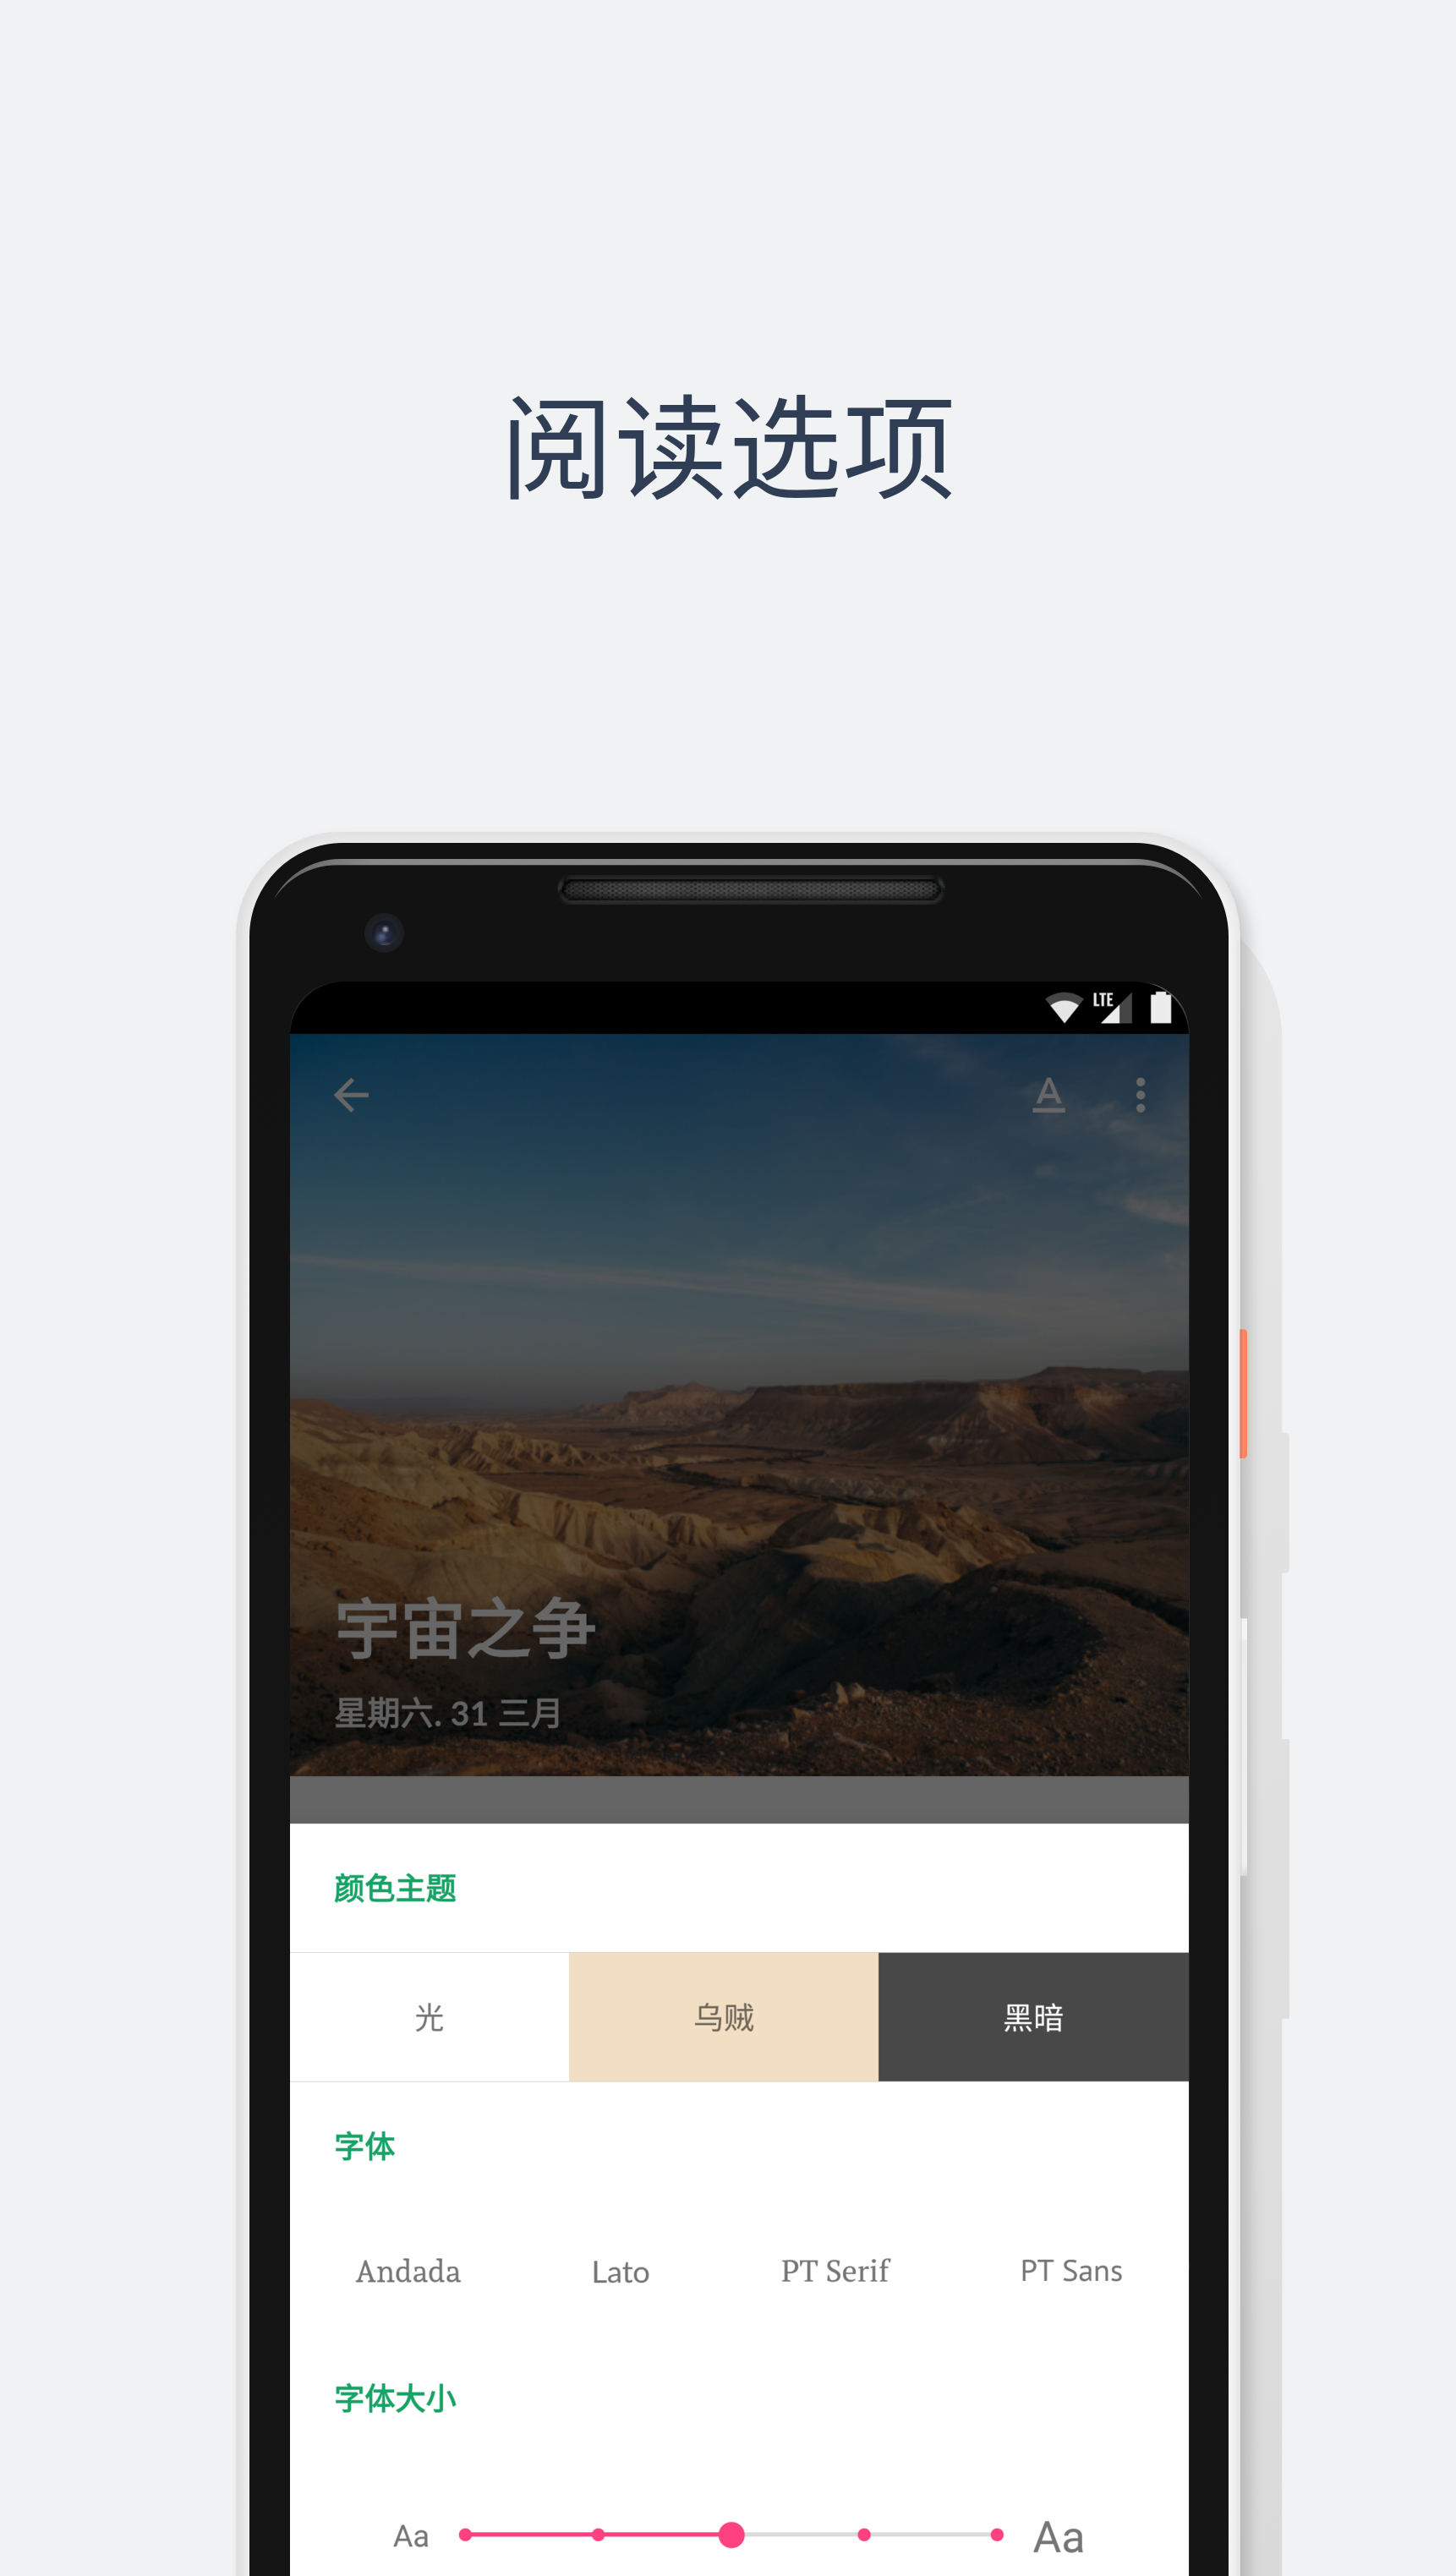 阅读选项
LTE
A
宇宙之争
星期六. 31 三月
颜色主题
光 乌贼 黑暗
字体
Andada Lato PT Serif PT Sans
字体大小
Aa Aa